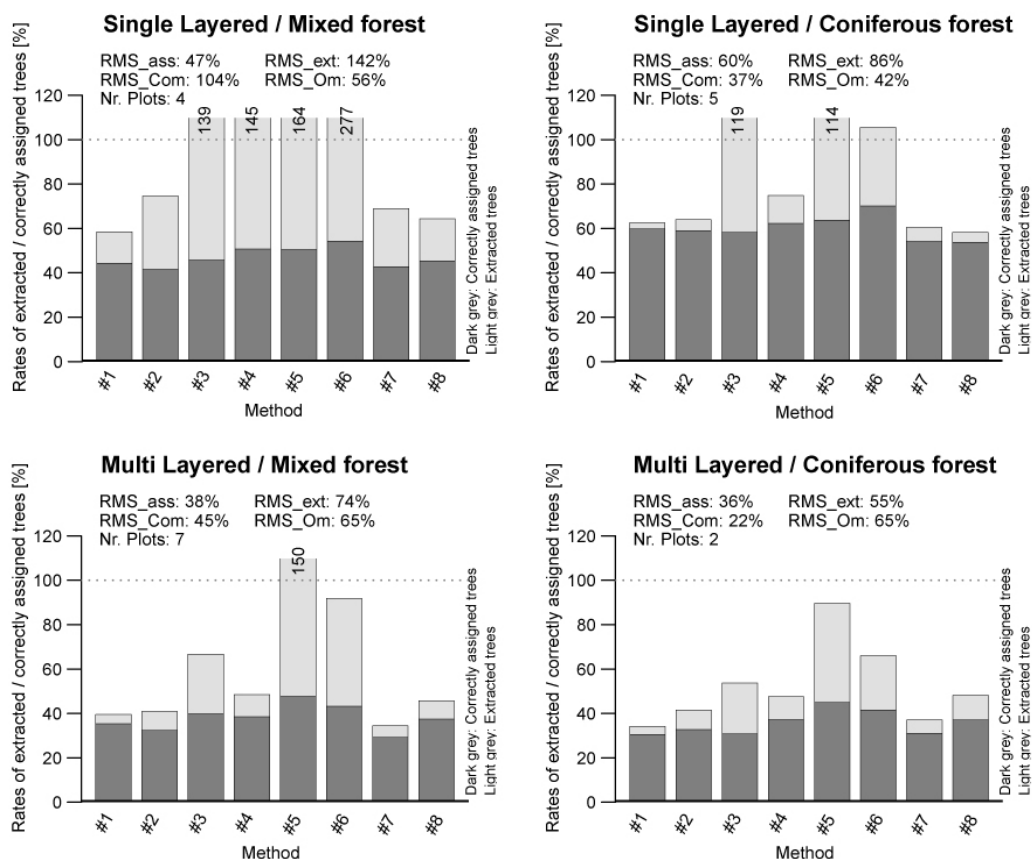 Single Layered / Mixed forest
RMS_ass: 47% RMS_ext: 142%
RMS_Com: 104% RMS_Om: 56%
Nr. Plots: 4
Rates of extracted / correctly assigned trees [%]
120
100
80
60
40
20
0
139
145
164
277
#1
#2
#3
#4
#5
#6
#7
#8
Method
Dark grey: Correctly assigned trees
Light grey: Extracted trees
Single Layered / Coniferous forest
RMS_ass: 60% RMS_ext: 86%
RMS_Com: 37% RMS_Om: 42%
Nr. Plots: 5
Rates of extracted / correctly assigned trees [%]
120
100
80
60
40
20
0
119
114
#1
#2
#3
#4
#5
#6
#7
#8
Method
Dark grey: Correctly assigned trees
Light grey: Extracted trees
Multi Layered / Mixed forest
RMS_ass: 38% RMS_ext: 74%
RMS_Com: 45% RMS_Om: 65%
Nr. Plots: 7
Rates of extracted / correctly assigned trees [%]
120
100
80
60
40
20
0
150
#1
#2
#3
#4
#5
#6
#7
#8
Method
Dark grey: Correctly assigned trees
Light grey: Extracted trees
Multi Layered / Coniferous forest
RMS_ass: 36% RMS_ext: 55%
RMS_Com: 22% RMS_Om: 65%
Nr. Plots: 2
Rates of extracted / correctly assigned trees [%]
120
100
80
60
40
20
0
#1
#2
#3
#4
#5
#6
#7
#8
Method
Dark grey: Correctly assigned trees
Light grey: Extracted trees